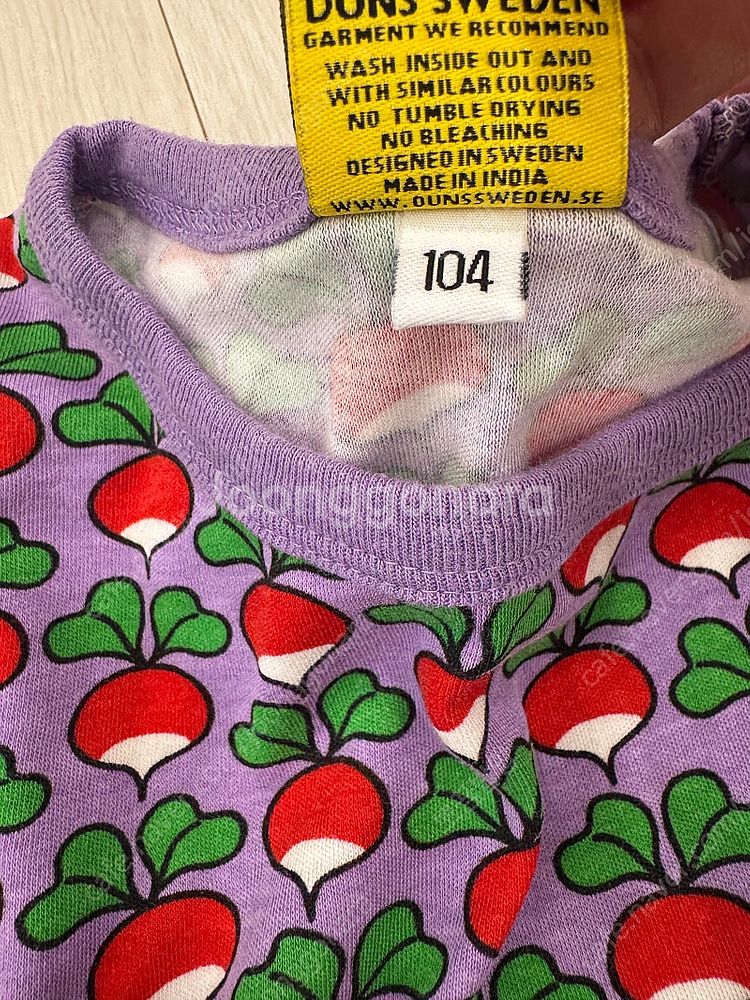 DUNS SWEDEN
GARMENT WE RECOMMEND
WASH INSIDE OUT AND
WITH SIMILAR COLOURS
NO TUMBLE DRYING
NO BLEACHING
DESIGNED IN SWEDEN
MADE IN INDIA
WWW.DUNSSWEDEN.SE
104
Joonggonara